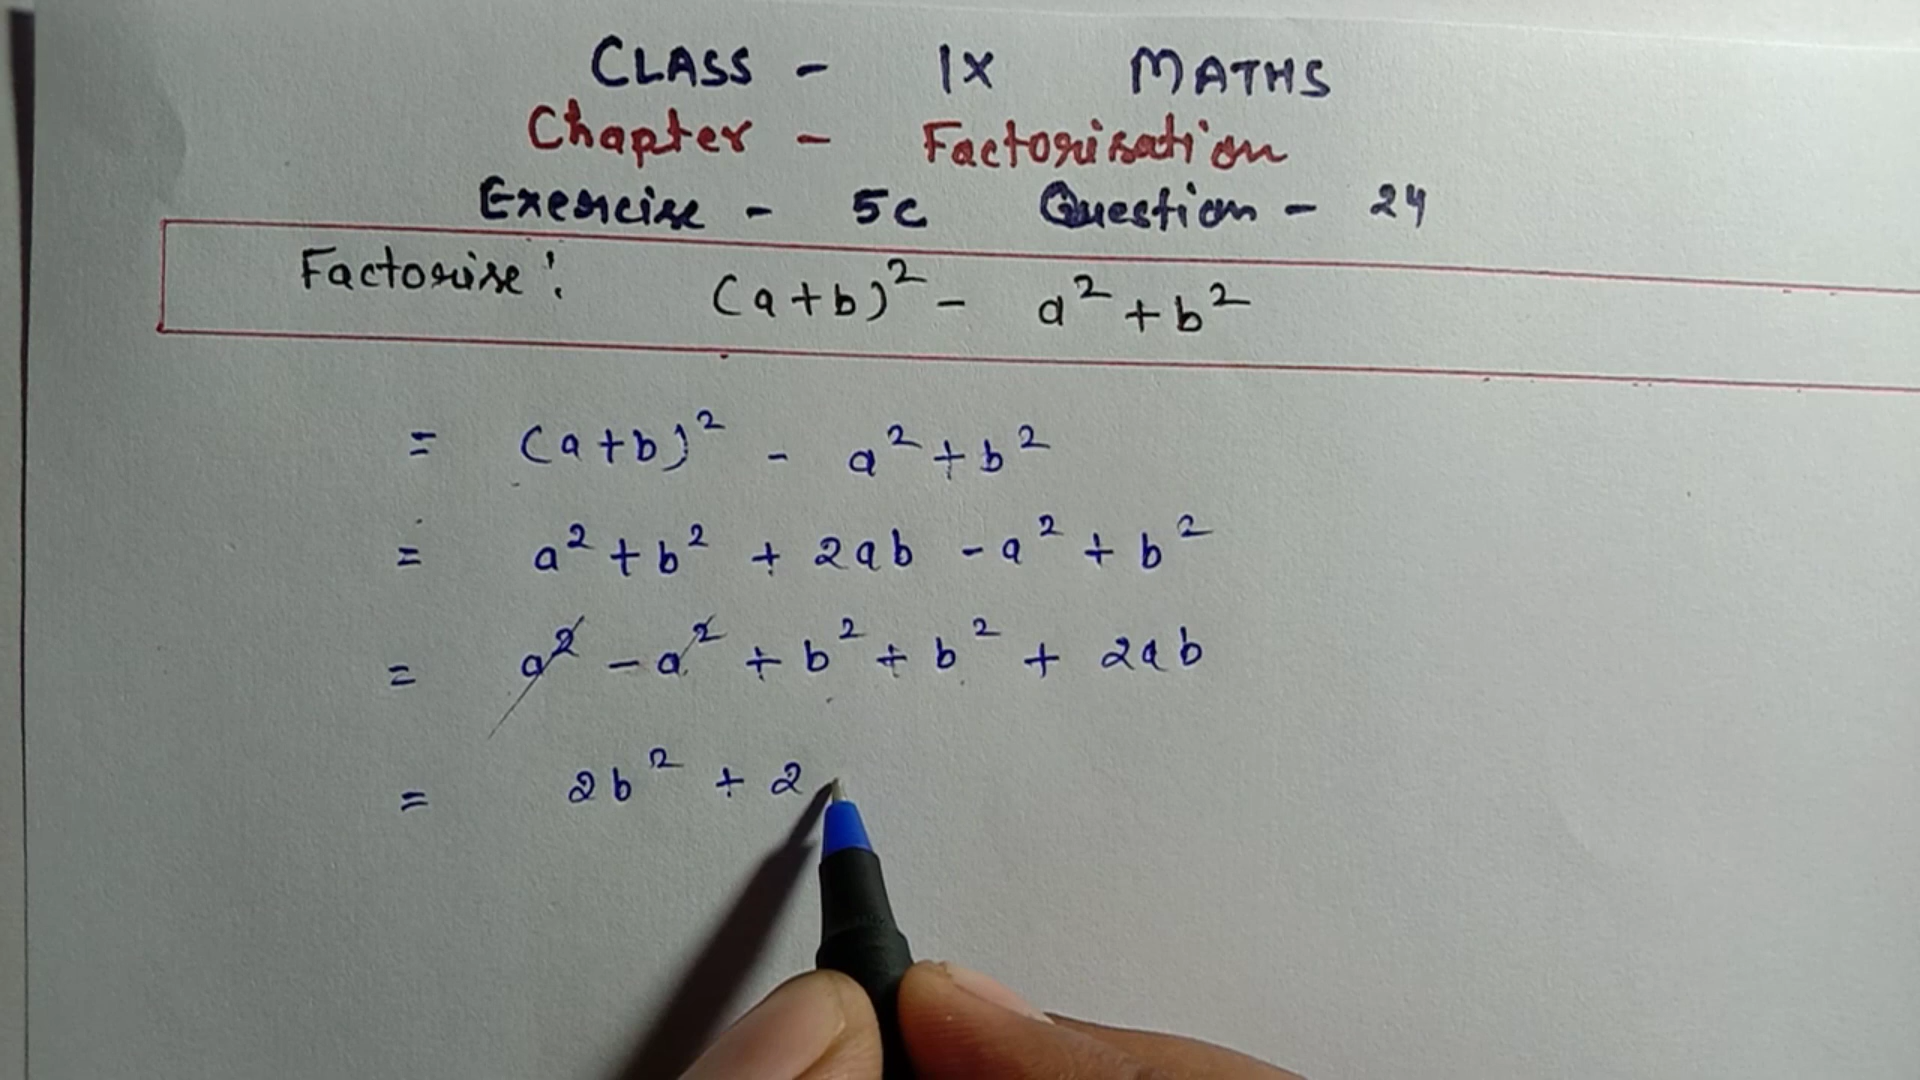 CLASS - IX MATHS
Chapter - Factorisation
Exercise - 5C Question - 24
Factorise: (a+b)² - a²+b²
= (a+b)² - a²+b²
= a²+b² + 2ab - a² + b²
= a² - a² + b² + b² + 2ab
= 2b² + 2